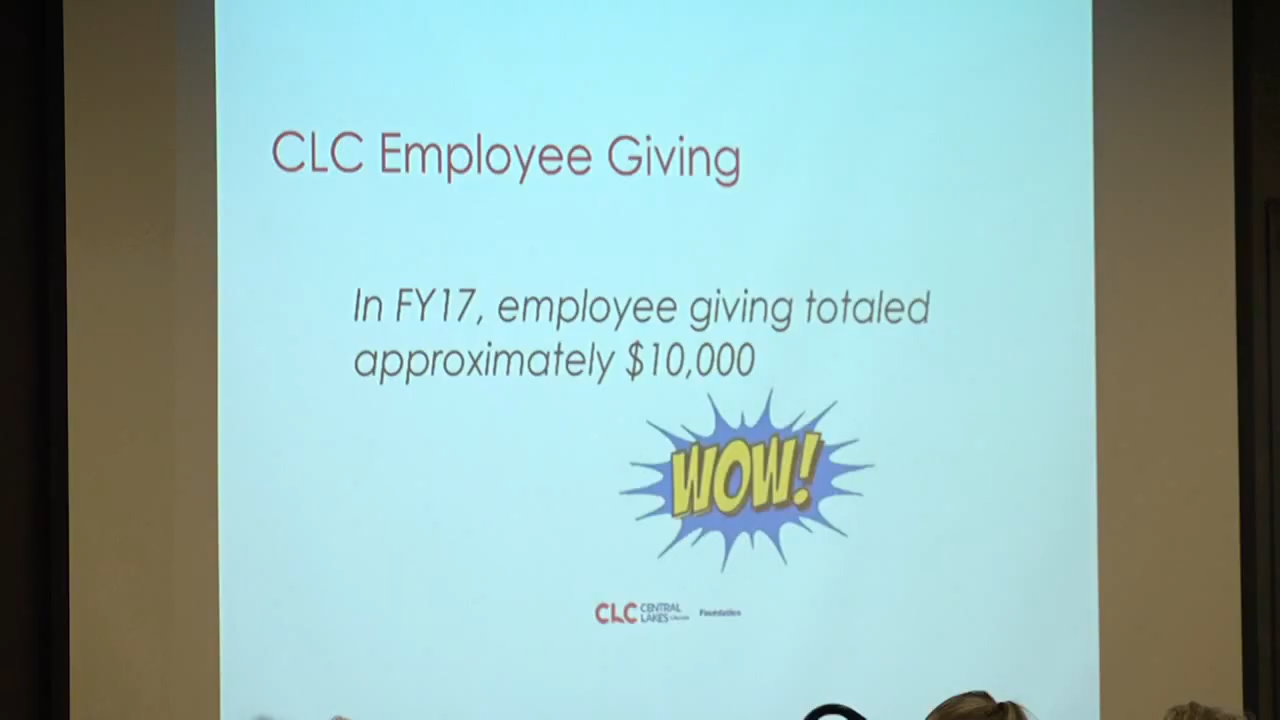 CLC Employee Giving
In FY17, employee giving totaled
approximately $10,000
WOW!
CLC CENTRAL
LAKES College Foundation